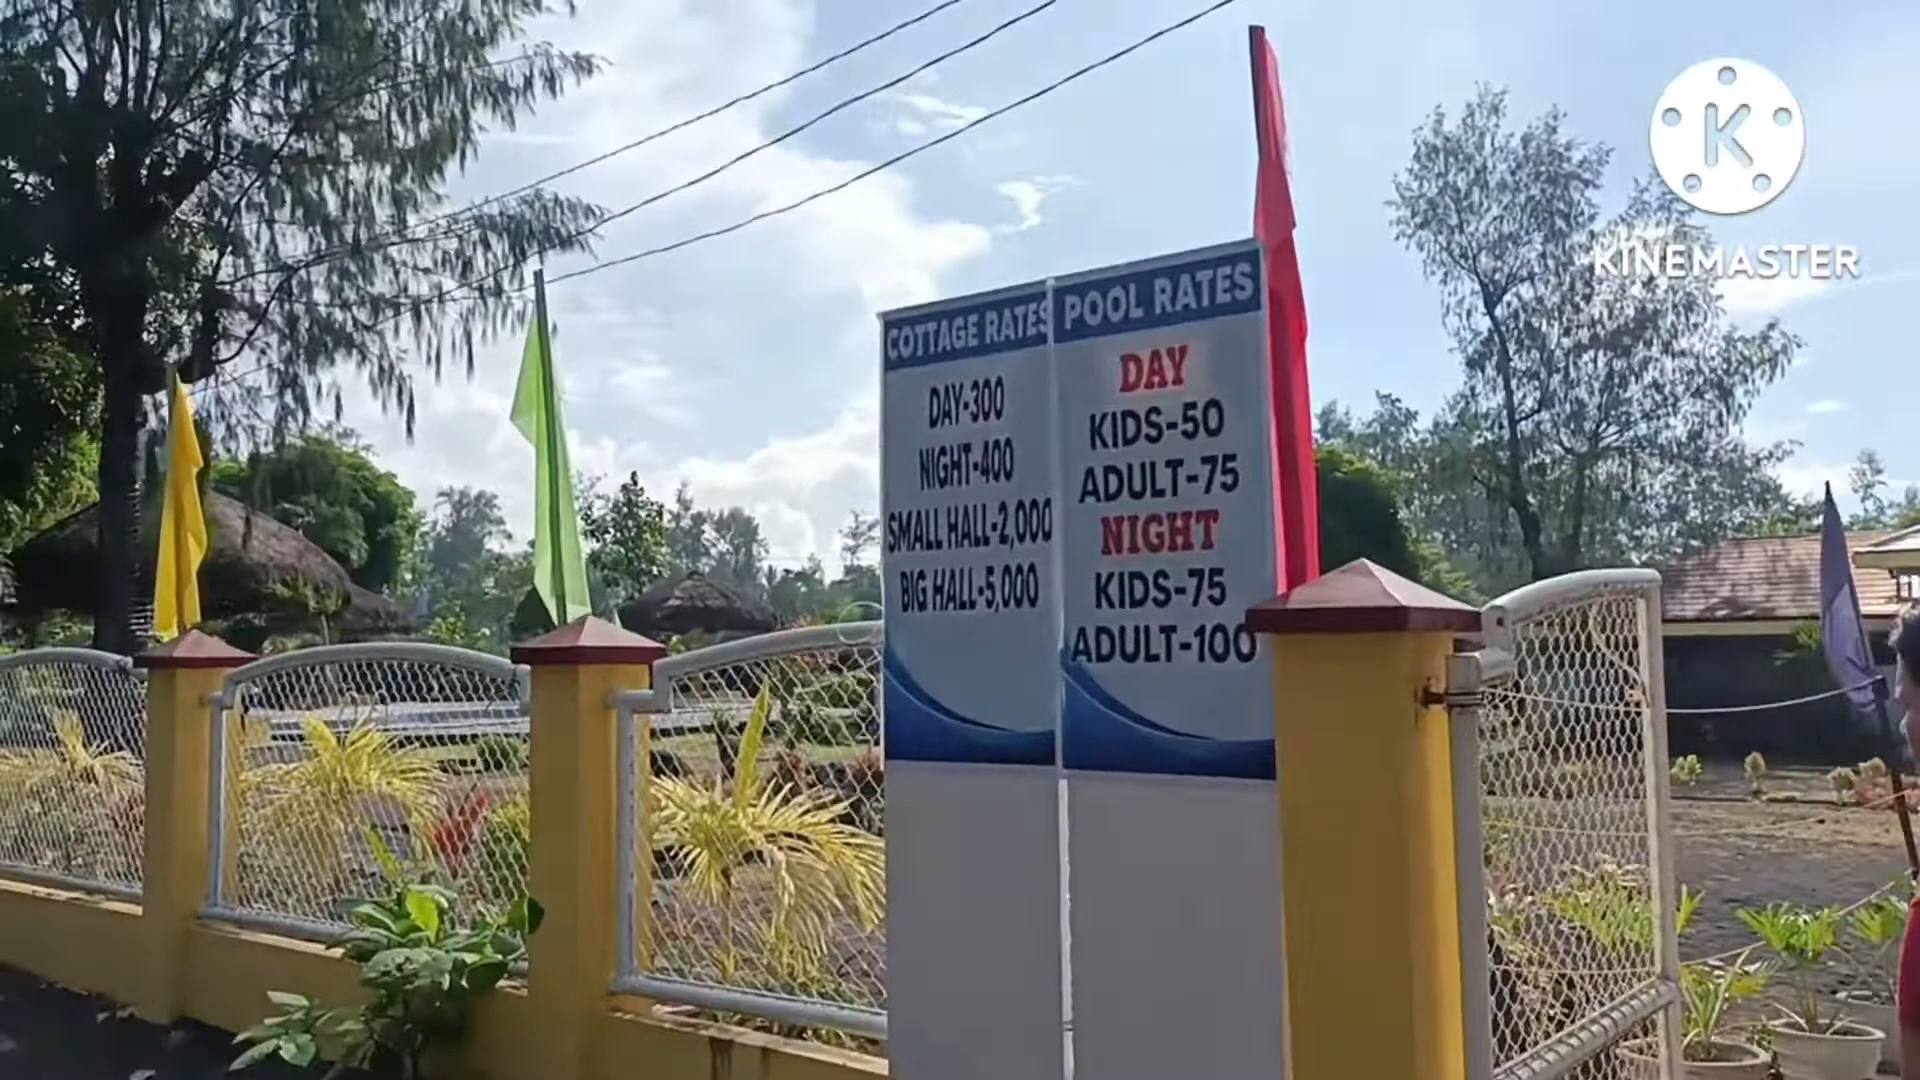 COTTAGE RATES
DAY-300
NIGHT-400
SMALL HALL-2,000
BIG HALL-5,000
POOL RATES
DAY
KIDS-50
ADULT-75
NIGHT
KIDS-75
ADULT-100
K
KINEMASTER